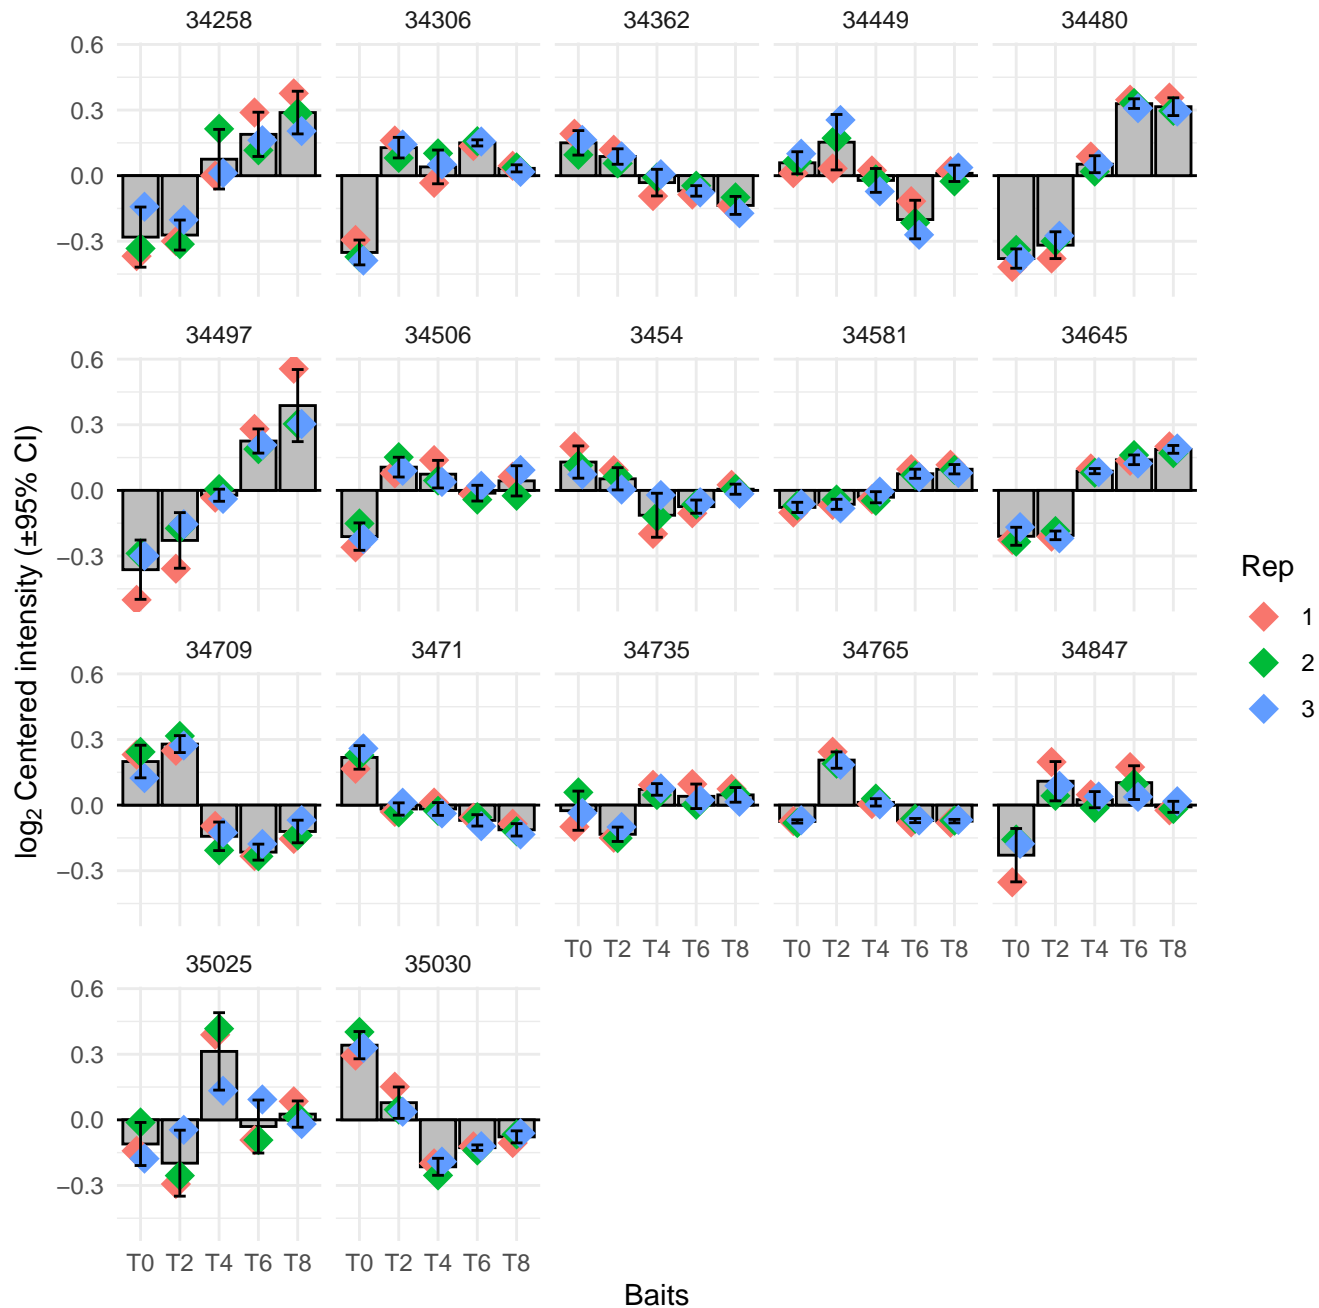 34258 34306 34362 34449 34480
0.6
0.3
0.0
−0.3
34497 34506 3454 34581 34645
0.6
0.3
0.0
−0.3
34709 3471 34735 34765 34847
0.6
0.3
0.0
−0.3
T0 T2 T4 T6 T8 T0 T2 T4 T6 T8 T0 T2 T4 T6 T8
35025 35030
0.6
0.3
0.0
−0.3
T0 T2 T4 T6 T8 T0 T2 T4 T6 T8
Baits
log₂ Centered intensity (±95% CI)
Rep
1
2
3